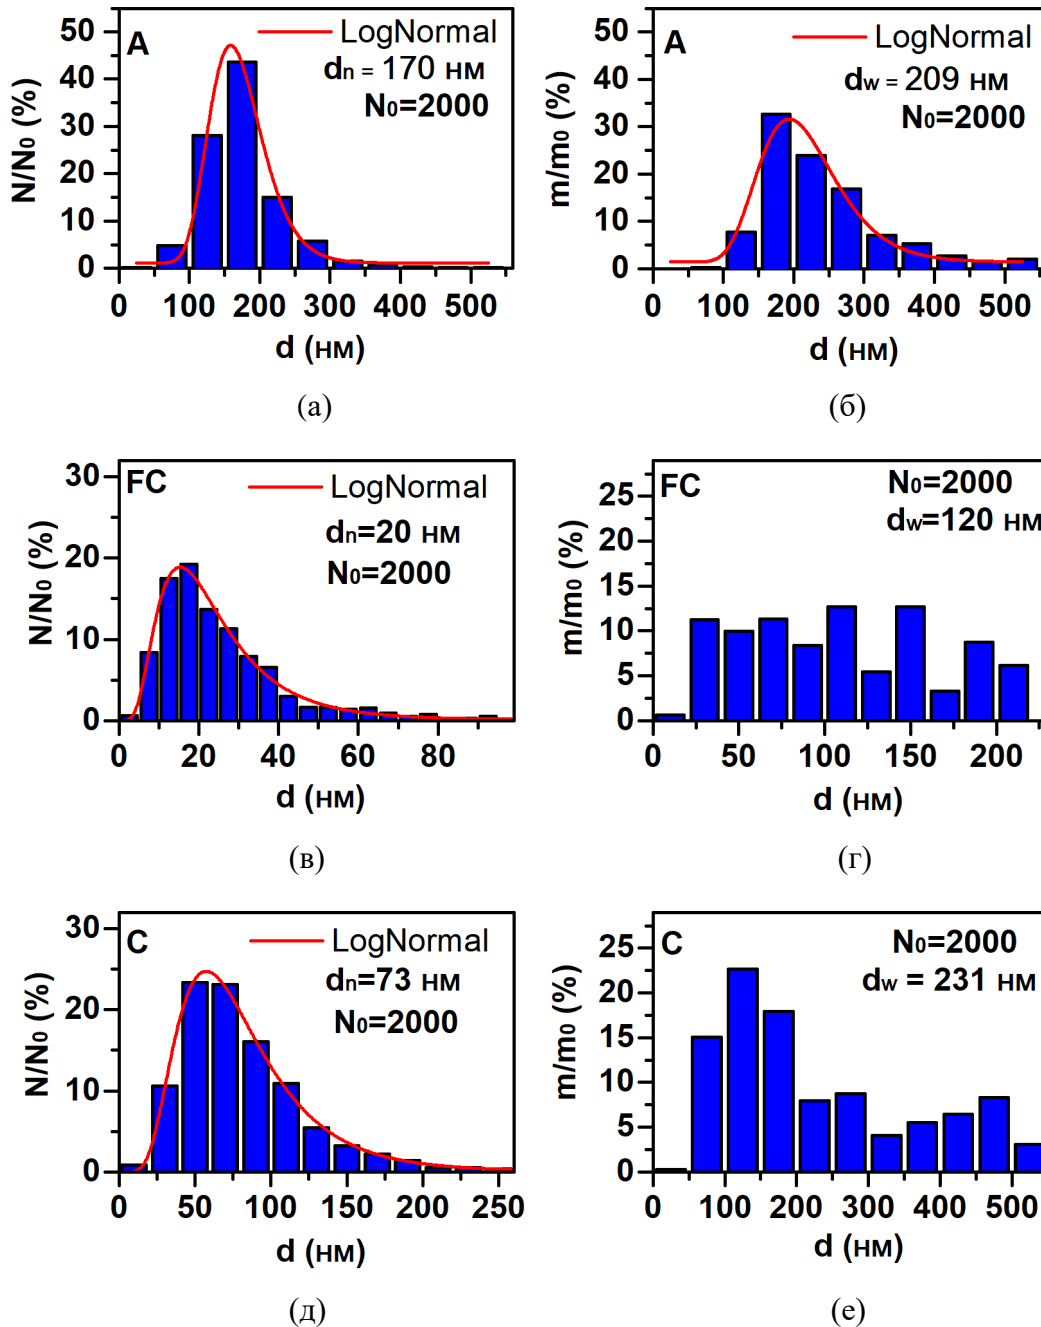 A
LogNormal
dn = 170 нм
N0=2000
N/N0 (%)
50
40
30
20
10
0
0 100 200 300 400 500
d (нм)
(а)
A
LogNormal
dw = 209 нм
N0=2000
m/m0 (%)
50
40
30
20
10
0
0 100 200 300 400 500
d (нм)
(б)
FC
LogNormal
dn=20 нм
N0=2000
N/N0 (%)
30
20
10
0
0 20 40 60 80
d (нм)
(в)
FC
N0=2000
dw=120 нм
m/m0 (%)
25
20
15
10
5
0
0 50 100 150 200
d (нм)
(г)
C
LogNormal
dn=73 нм
N0=2000
N/N0 (%)
30
20
10
0
0 50 100 150 200 250
d (нм)
(д)
C
N0=2000
dw = 231 нм
m/m0 (%)
25
20
15
10
5
0
0 100 200 300 400 500
d (нм)
(е)